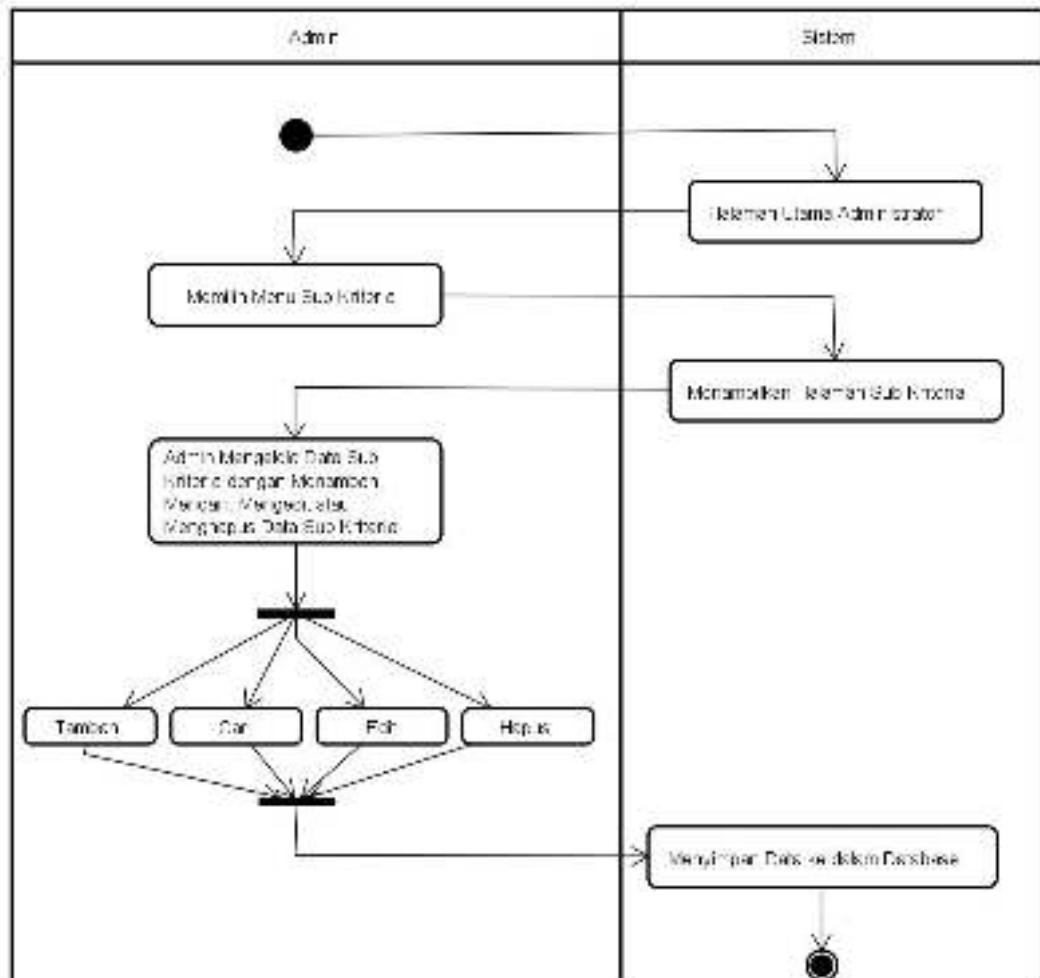 Admin
Sistem
Halaman Utama Administrator
Memilih Menu Sub Kriteria
Menampilkan Halaman Sub Kriteria
Admin Mengelola Data Sub
Kriteria dengan Menambah
Mencari, Mengedit atau
Menghapus Data Sub Kriteria
Tambah
Cari
Edit
Hapus
Menyimpan Data ke dalam Database